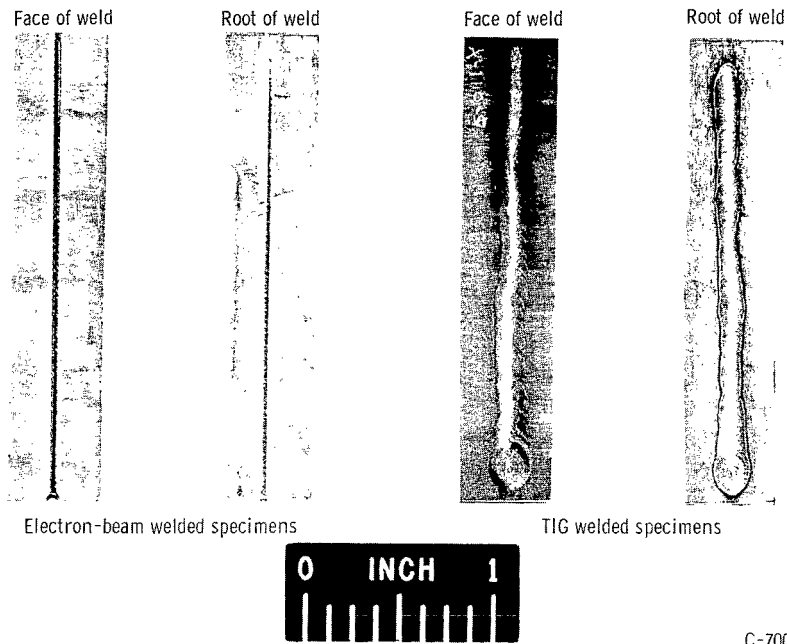 Face of weld
Root of weld
Face of weld
Root of weld
Electron-beam welded specimens
TIG welded specimens
0 INCH 1
C-700